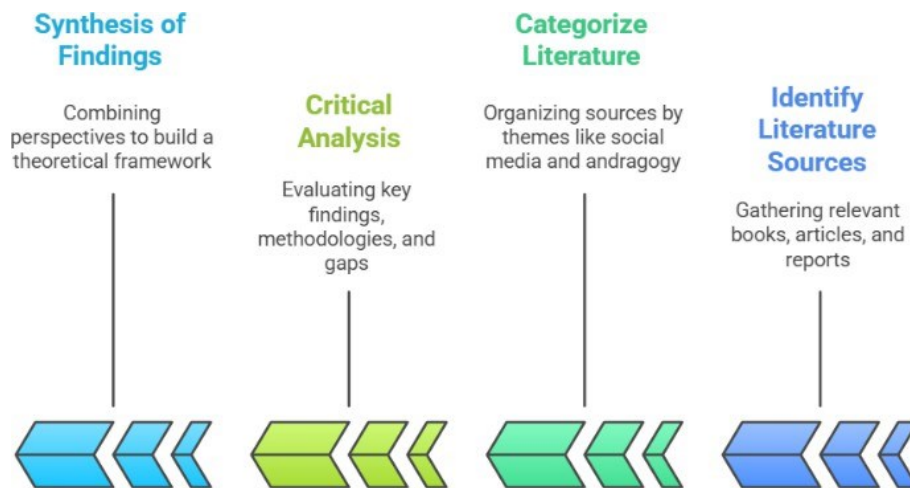 Synthesis of
Findings
Combining
perspectives to build a
theoretical framework
Critical
Analysis
Evaluating key
findings,
methodologies, and
gaps
Categorize
Literature
Organizing sources by
themes like social
media and andragogy
Identify
Literature
Sources
Gathering relevant
books, articles, and
reports